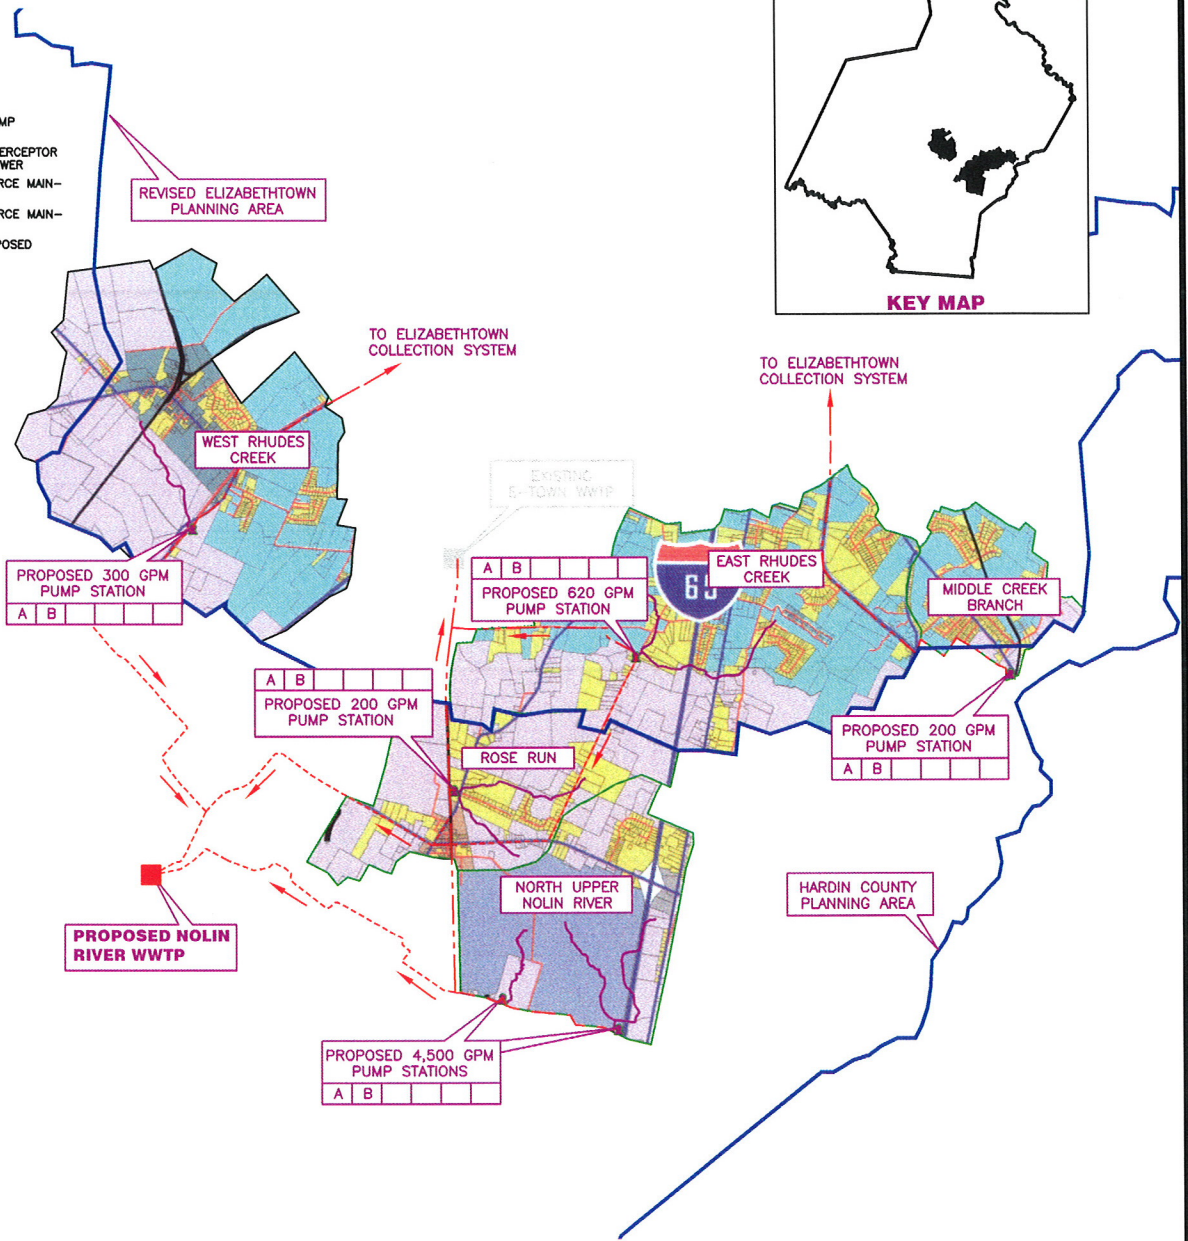 MP
ERCEPTOR
WER
RCE MAIN–
RCE MAIN–
POSED
REVISED ELIZABETHTOWN
PLANNING AREA
KEY MAP
TO ELIZABETHTOWN
COLLECTION SYSTEM
TO ELIZABETHTOWN
COLLECTION SYSTEM
WEST RHUDES
CREEK
EXISTING
E-TOWN WWTP
PROPOSED 300 GPM
PUMP STATION
A B
A B
PROPOSED 620 GPM
PUMP STATION
65
EAST RHUDES
CREEK
MIDDLE CREEK
BRANCH
A B
PROPOSED 200 GPM
PUMP STATION
PROPOSED 200 GPM
PUMP STATION
A B
ROSE RUN
NORTH UPPER
NOLIN RIVER
HARDIN COUNTY
PLANNING AREA
PROPOSED NOLIN
RIVER WWTP
PROPOSED 4,500 GPM
PUMP STATIONS
A B